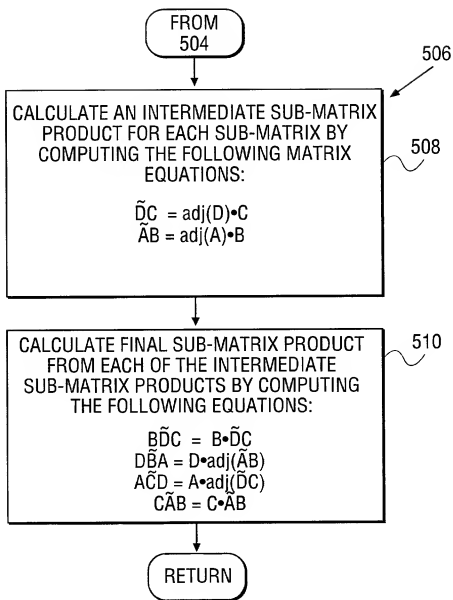 FROM
504
506
CALCULATE AN INTERMEDIATE SUB-MATRIX
PRODUCT FOR EACH SUB-MATRIX BY
COMPUTING THE FOLLOWING MATRIX
EQUATIONS:
508
D̃C = adj(D)•C
ÃB = adj(A)•B
CALCULATE FINAL SUB-MATRIX PRODUCT
FROM EACH OF THE INTERMEDIATE
SUB-MATRIX PRODUCTS BY COMPUTING
THE FOLLOWING EQUATIONS:
510
BD̃C = B•D̃C
DB̃A = D•adj(ÃB)
AC̃D = A•adj(D̃C)
CÃB = C•ÃB
RETURN